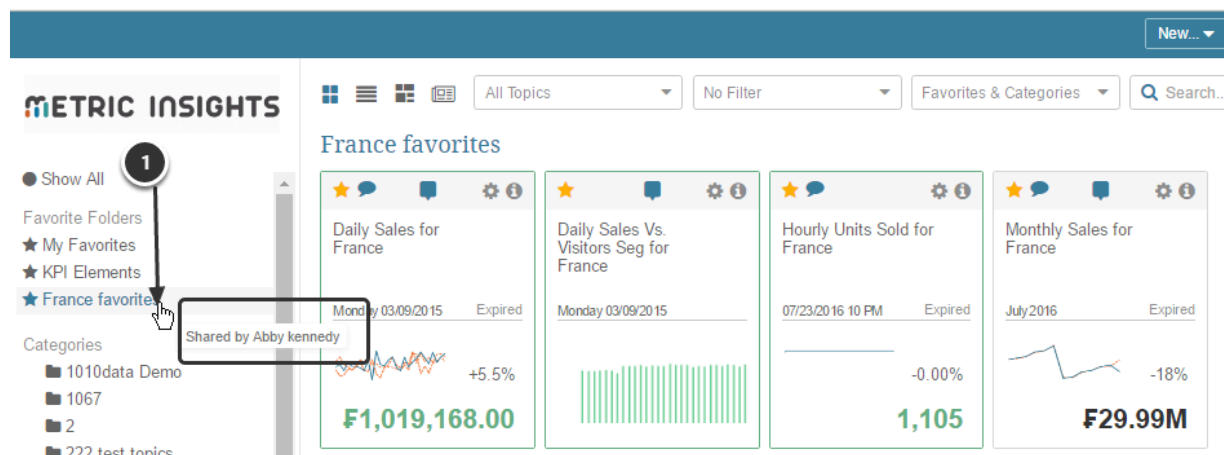 New...
METRIC INSIGHTS
All Topics
No Filter
Favorites & Categories
Search...
France favorites
1
Show All
Favorite Folders
My Favorites
KPI Elements
France favorites
Shared by Abby kennedy
Categories
1010data Demo
1067
2
222 test topics
Daily Sales for
France
Monday 03/09/2015
Expired
+5.5%
₣1,019,168.00
Daily Sales Vs.
Visitors Seg for
France
Monday 03/09/2015
Hourly Units Sold for
France
07/23/2016 10 PM
Expired
-0.00%
1,105
Monthly Sales for
France
July 2016
Expired
-18%
₣29.99M